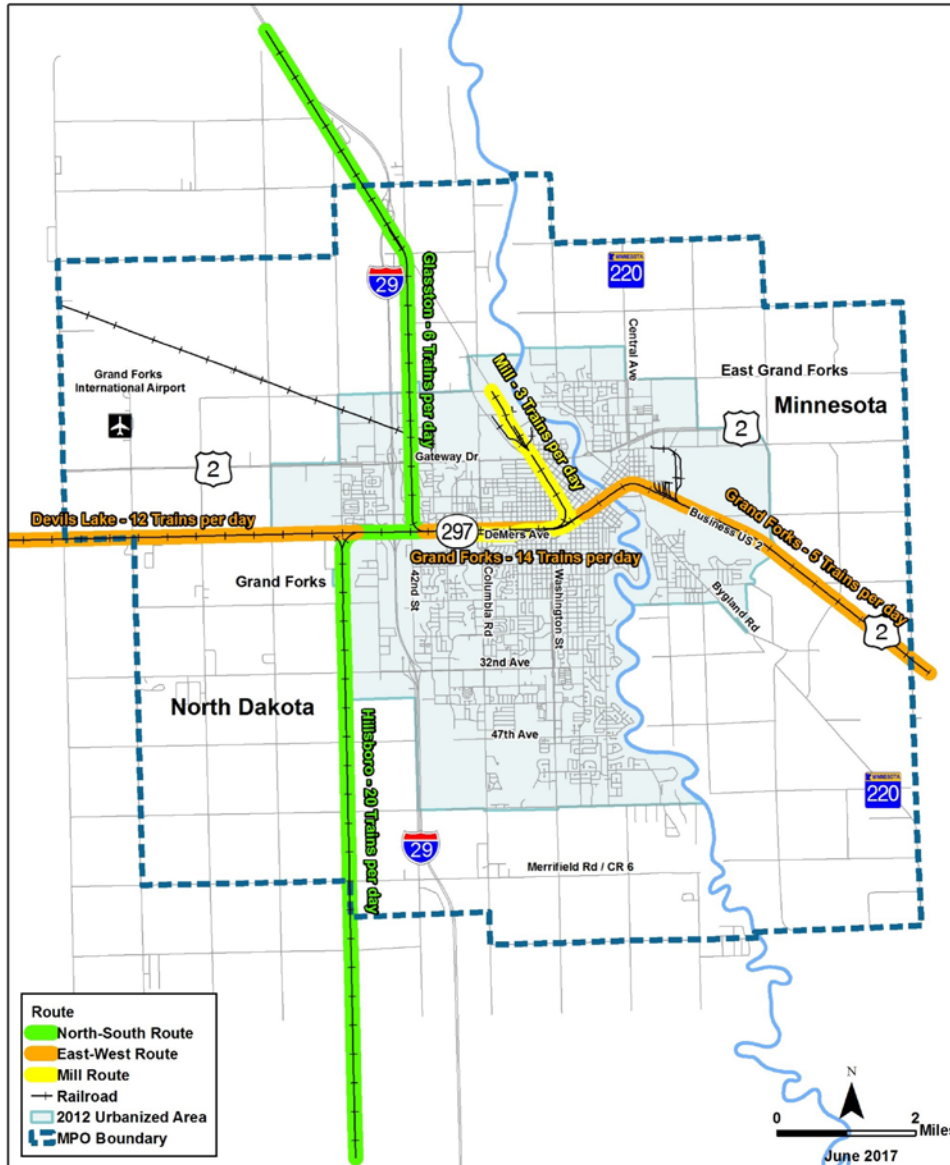 MINNESOTA
220
29
Glasston - 6 Trains per day
Central Ave
Grand Forks
International Airport
East Grand Forks
Minnesota
Mill - 3 Trains per day
2
2
Gateway Dr
Devils Lake - 12 Trains per day
297
DeMers Ave
Business US 2
Grand Forks - 5 Trains per day
Grand Forks - 14 Trains per day
Grand Forks
42nd St
Columbia Rd
Washington St
Bygland Rd
2
32nd Ave
North Dakota
47th Ave
Hillsboro - 20 Trains per day
MINNESOTA
220
29
Merrifield Rd / CR 6
Route
North-South Route
East-West Route
Mill Route
Railroad
2012 Urbanized Area
MPO Boundary
N
0 2
Miles
June 2017